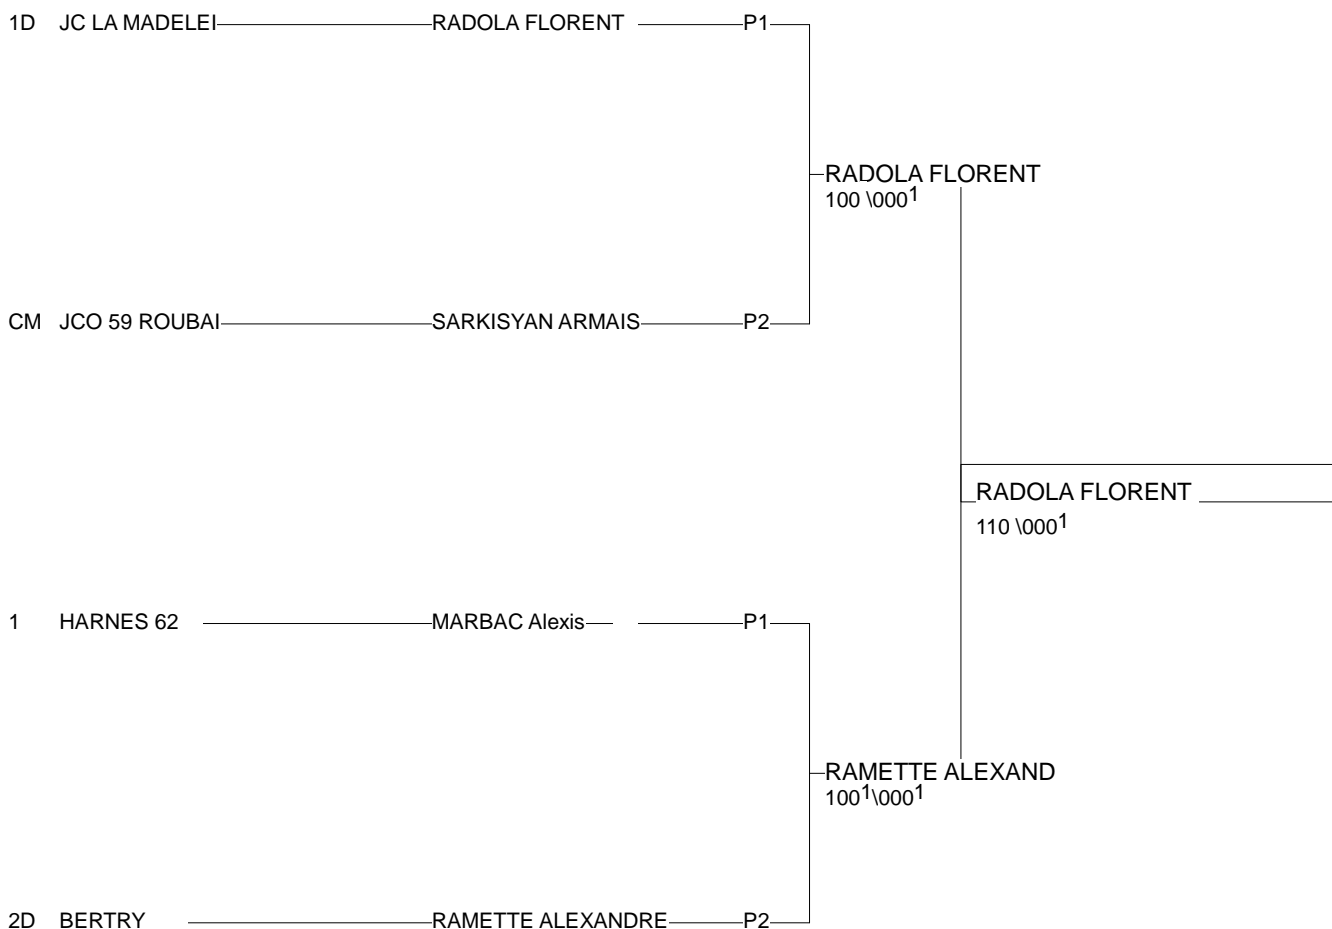 1D JC LA MADELEI RADOLA FLORENT P1
RADOLA FLORENT
100 \000¹
CM JCO 59 ROUBAI SARKISYAN ARMAIS P2
RADOLA FLORENT
110 \000¹
1 HARNES 62 MARBAC Alexis P1
RAMETTE ALEXAND
100¹\000¹
2D BERTRY RAMETTE ALEXANDRE P2